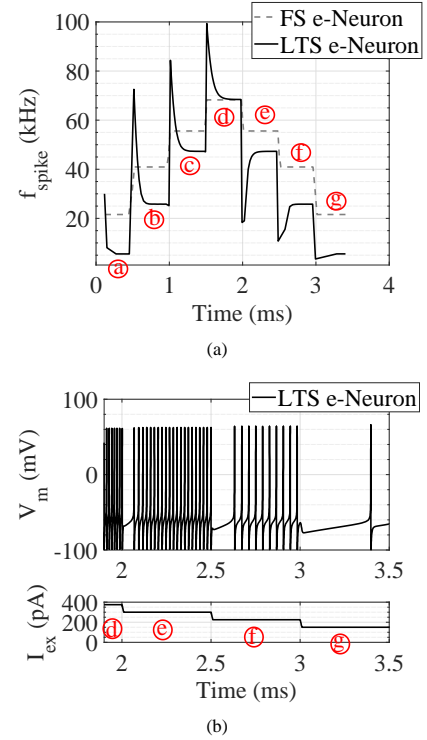 FS e-Neuron
LTS e-Neuron
100
80
60
40
20
f_spike (kHz)
a
b
c
d
e
f
g
0
1
2
3
4
Time (ms)
(a)
LTS e-Neuron
100
0
-100
V_m (mV)
2
2.5
3
3.5
400
200
0
I_ex (pA)
d
e
f
g
2
2.5
3
3.5
Time (ms)
(b)